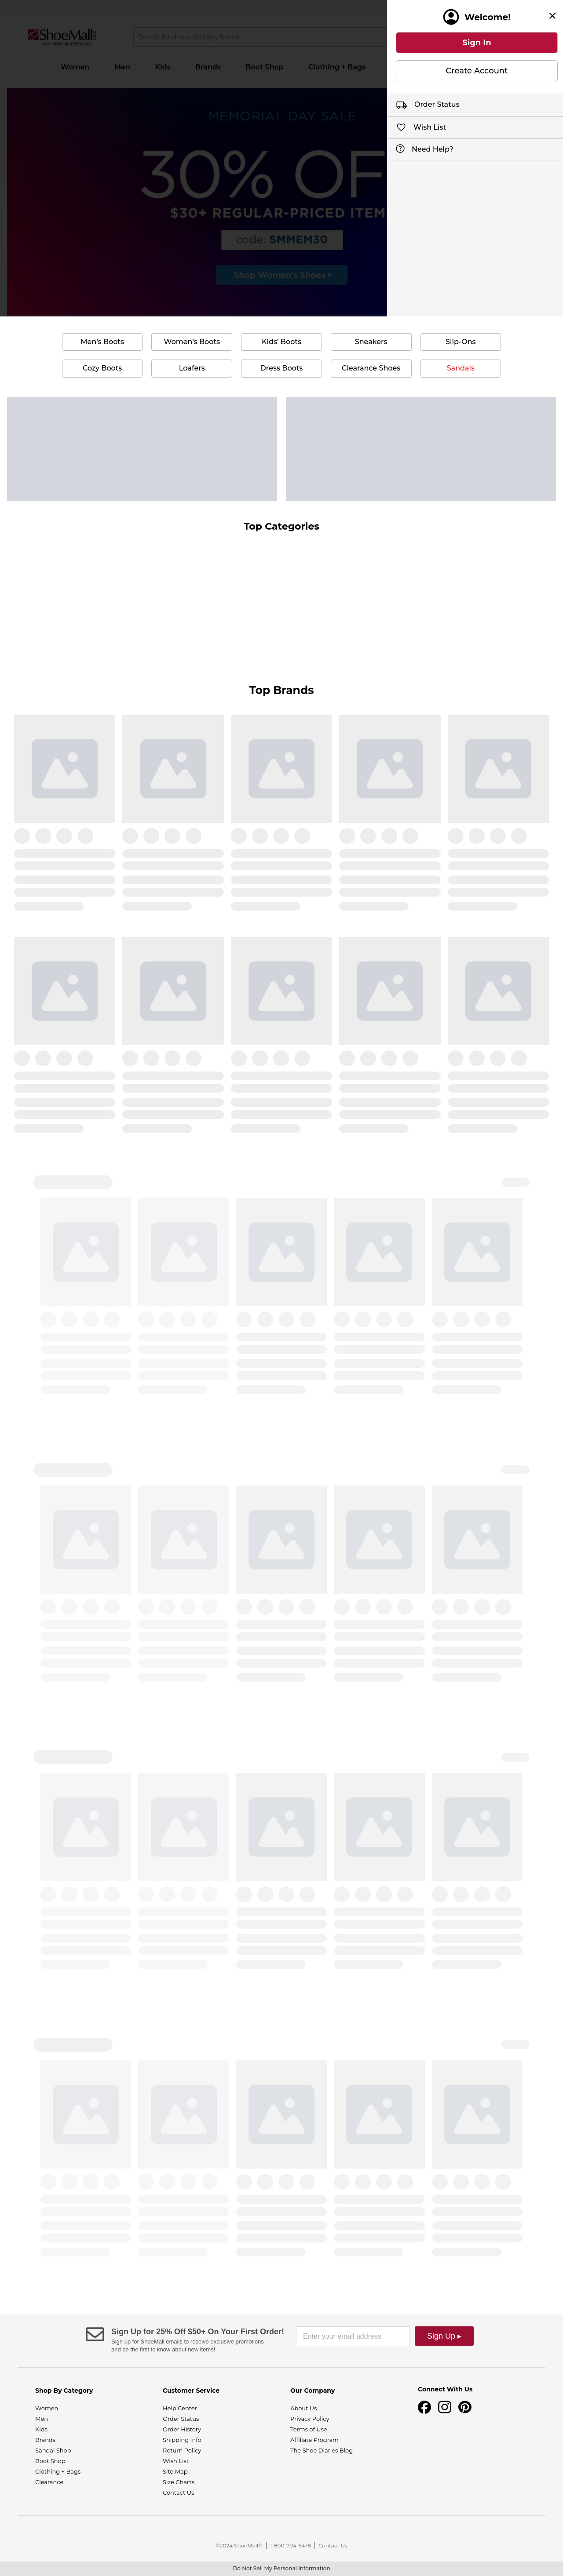 Welcome!
Sign In
Create Account
Order Status
Wish List
Need Help?
ShoeMall
Search for shoes, clothing & more
Women
Men
Kids
Brands
Boot Shop
Clothing + Bags
MEMORIAL DAY SALE
30% OF
$30+ REGULAR-PRICED ITEM
code: SMMEM30
Shop Women's Shoes
Men's Boots
Women's Boots
Kids' Boots
Sneakers
Slip-Ons
Cozy Boots
Loafers
Dress Boots
Clearance Shoes
Sandals
Top Categories
Top Brands
Sign Up for 25% Off $50+ On Your First Order!
Sign up for ShoeMall emails to receive exclusive promotions
and be the first to know about new items!
Enter your email address
Sign Up ▸
Shop By Category
Women
Men
Kids
Brands
Sandal Shop
Boot Shop
Clothing + Bags
Clearance
Customer Service
Help Center
Order Status
Order History
Shipping Info
Return Policy
Wish List
Site Map
Size Charts
Contact Us
Our Company
About Us
Privacy Policy
Terms of Use
Affiliate Program
The Shoe Diaries Blog
Connect With Us
©2024 ShoeMall® | 1-800-704-5478 | Contact Us
Do Not Sell My Personal Information